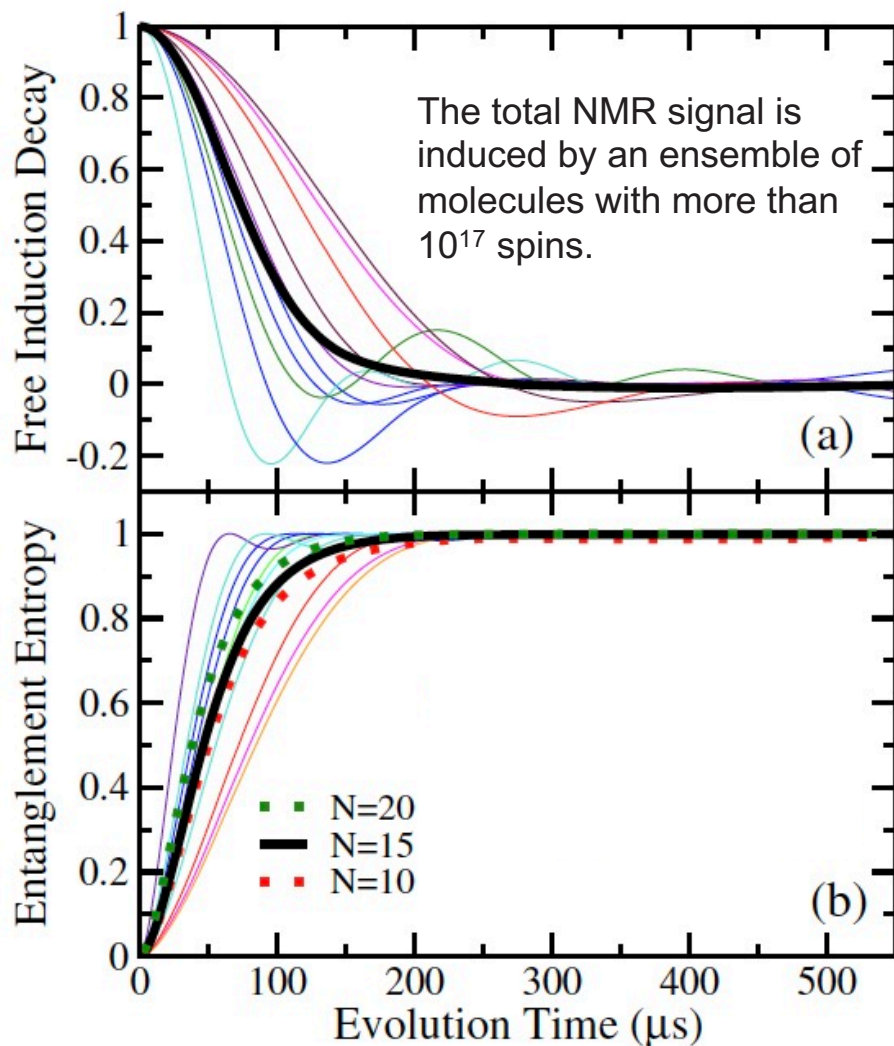 1
0.8
0.6
0.4
0.2
0
-0.2
Free Induction Decay
The total NMR signal is
induced by an ensemble of
molecules with more than
10¹⁷ spins.
(a)
1
0.8
0.6
0.4
0.2
0
Entanglement Entropy
N=20
N=15
N=10
(b)
0 100 200 300 400 500
Evolution Time (μs)